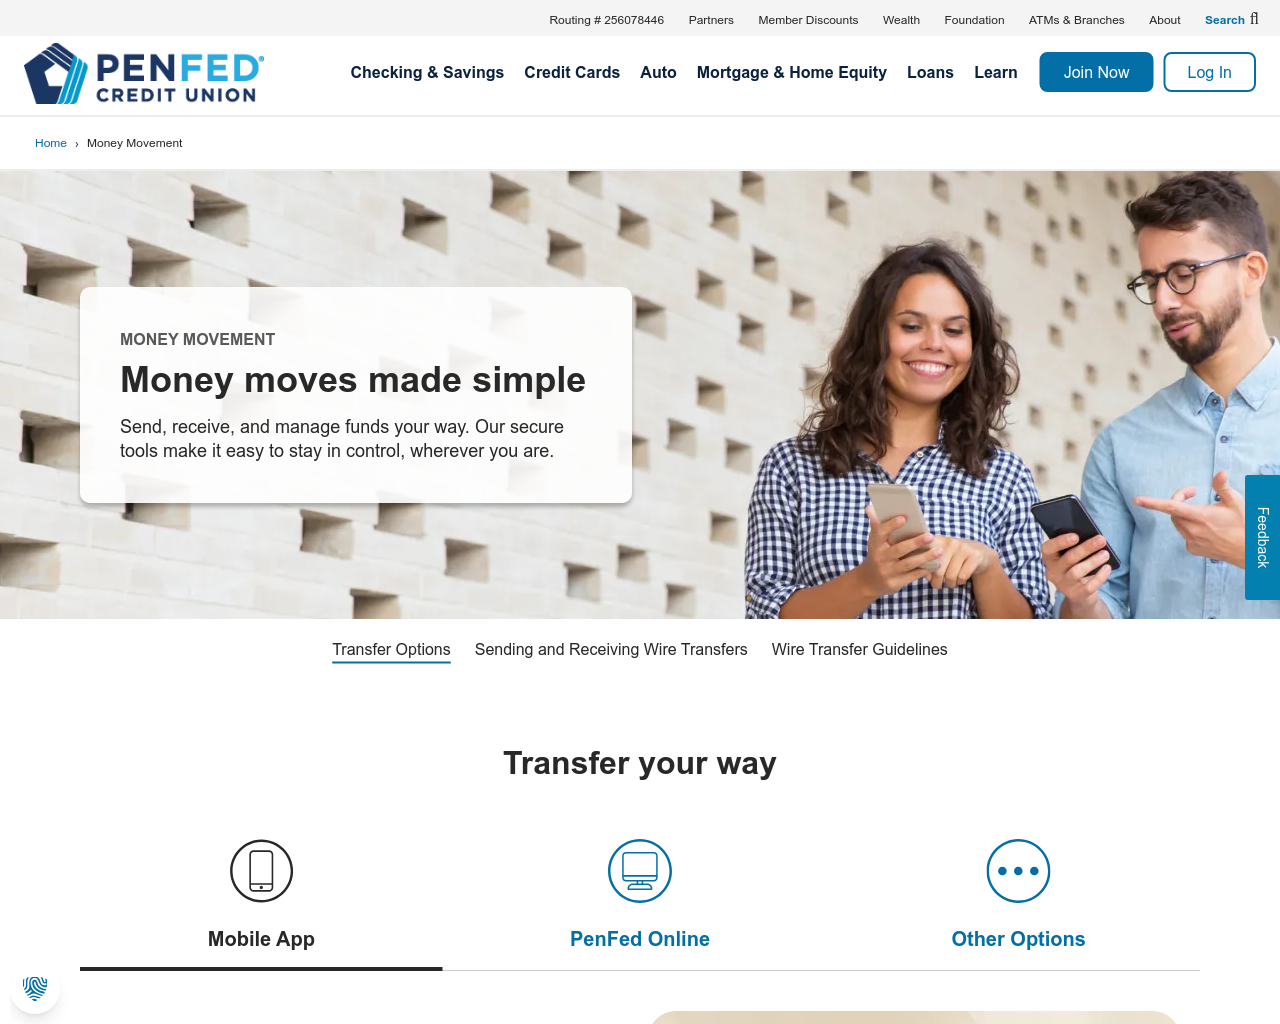 Routing # 256078446 Partners Member Discounts Wealth Foundation ATMs & Branches About Search
PENFED®
CREDIT UNION
Checking & Savings Credit Cards Auto Mortgage & Home Equity Loans Learn Join Now Log In
Home › Money Movement
MONEY MOVEMENT
Money moves made simple
Send, receive, and manage funds your way. Our secure
tools make it easy to stay in control, wherever you are.
Feedback
Transfer Options Sending and Receiving Wire Transfers Wire Transfer Guidelines
Transfer your way
Mobile App PenFed Online Other Options